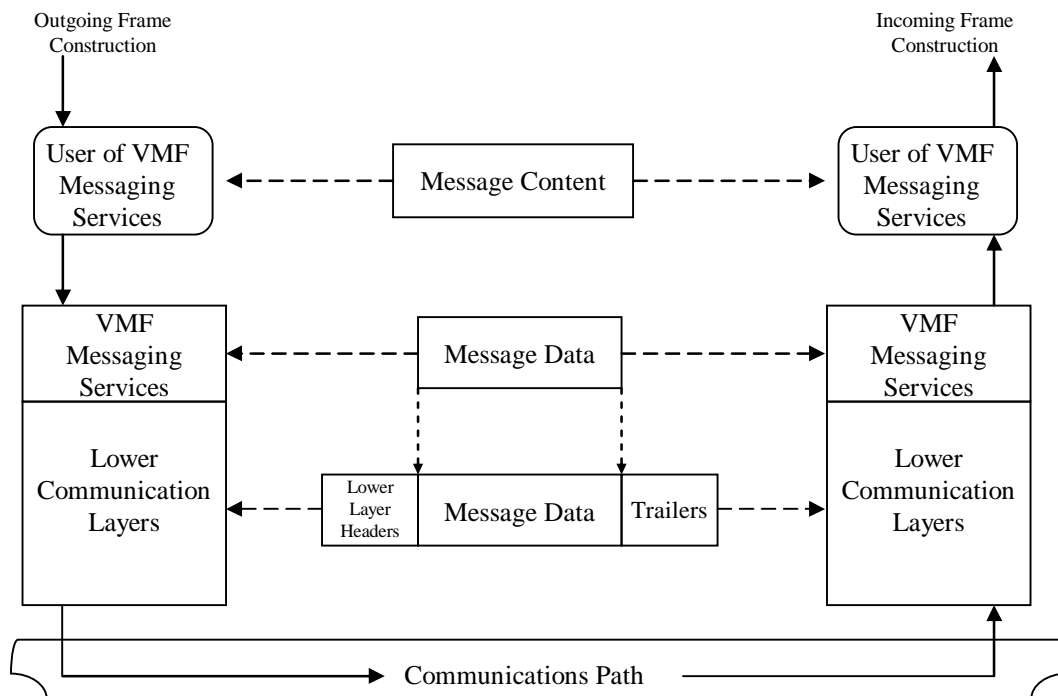 Outgoing Frame
Construction
Incoming Frame
Construction
User of VMF
Messaging
Services
Message Content
User of VMF
Messaging
Services
VMF
Messaging
Services
Message Data
VMF
Messaging
Services
Lower
Communication
Layers
Lower
Layer
Headers
Message Data
Trailers
Lower
Communication
Layers
Communications Path